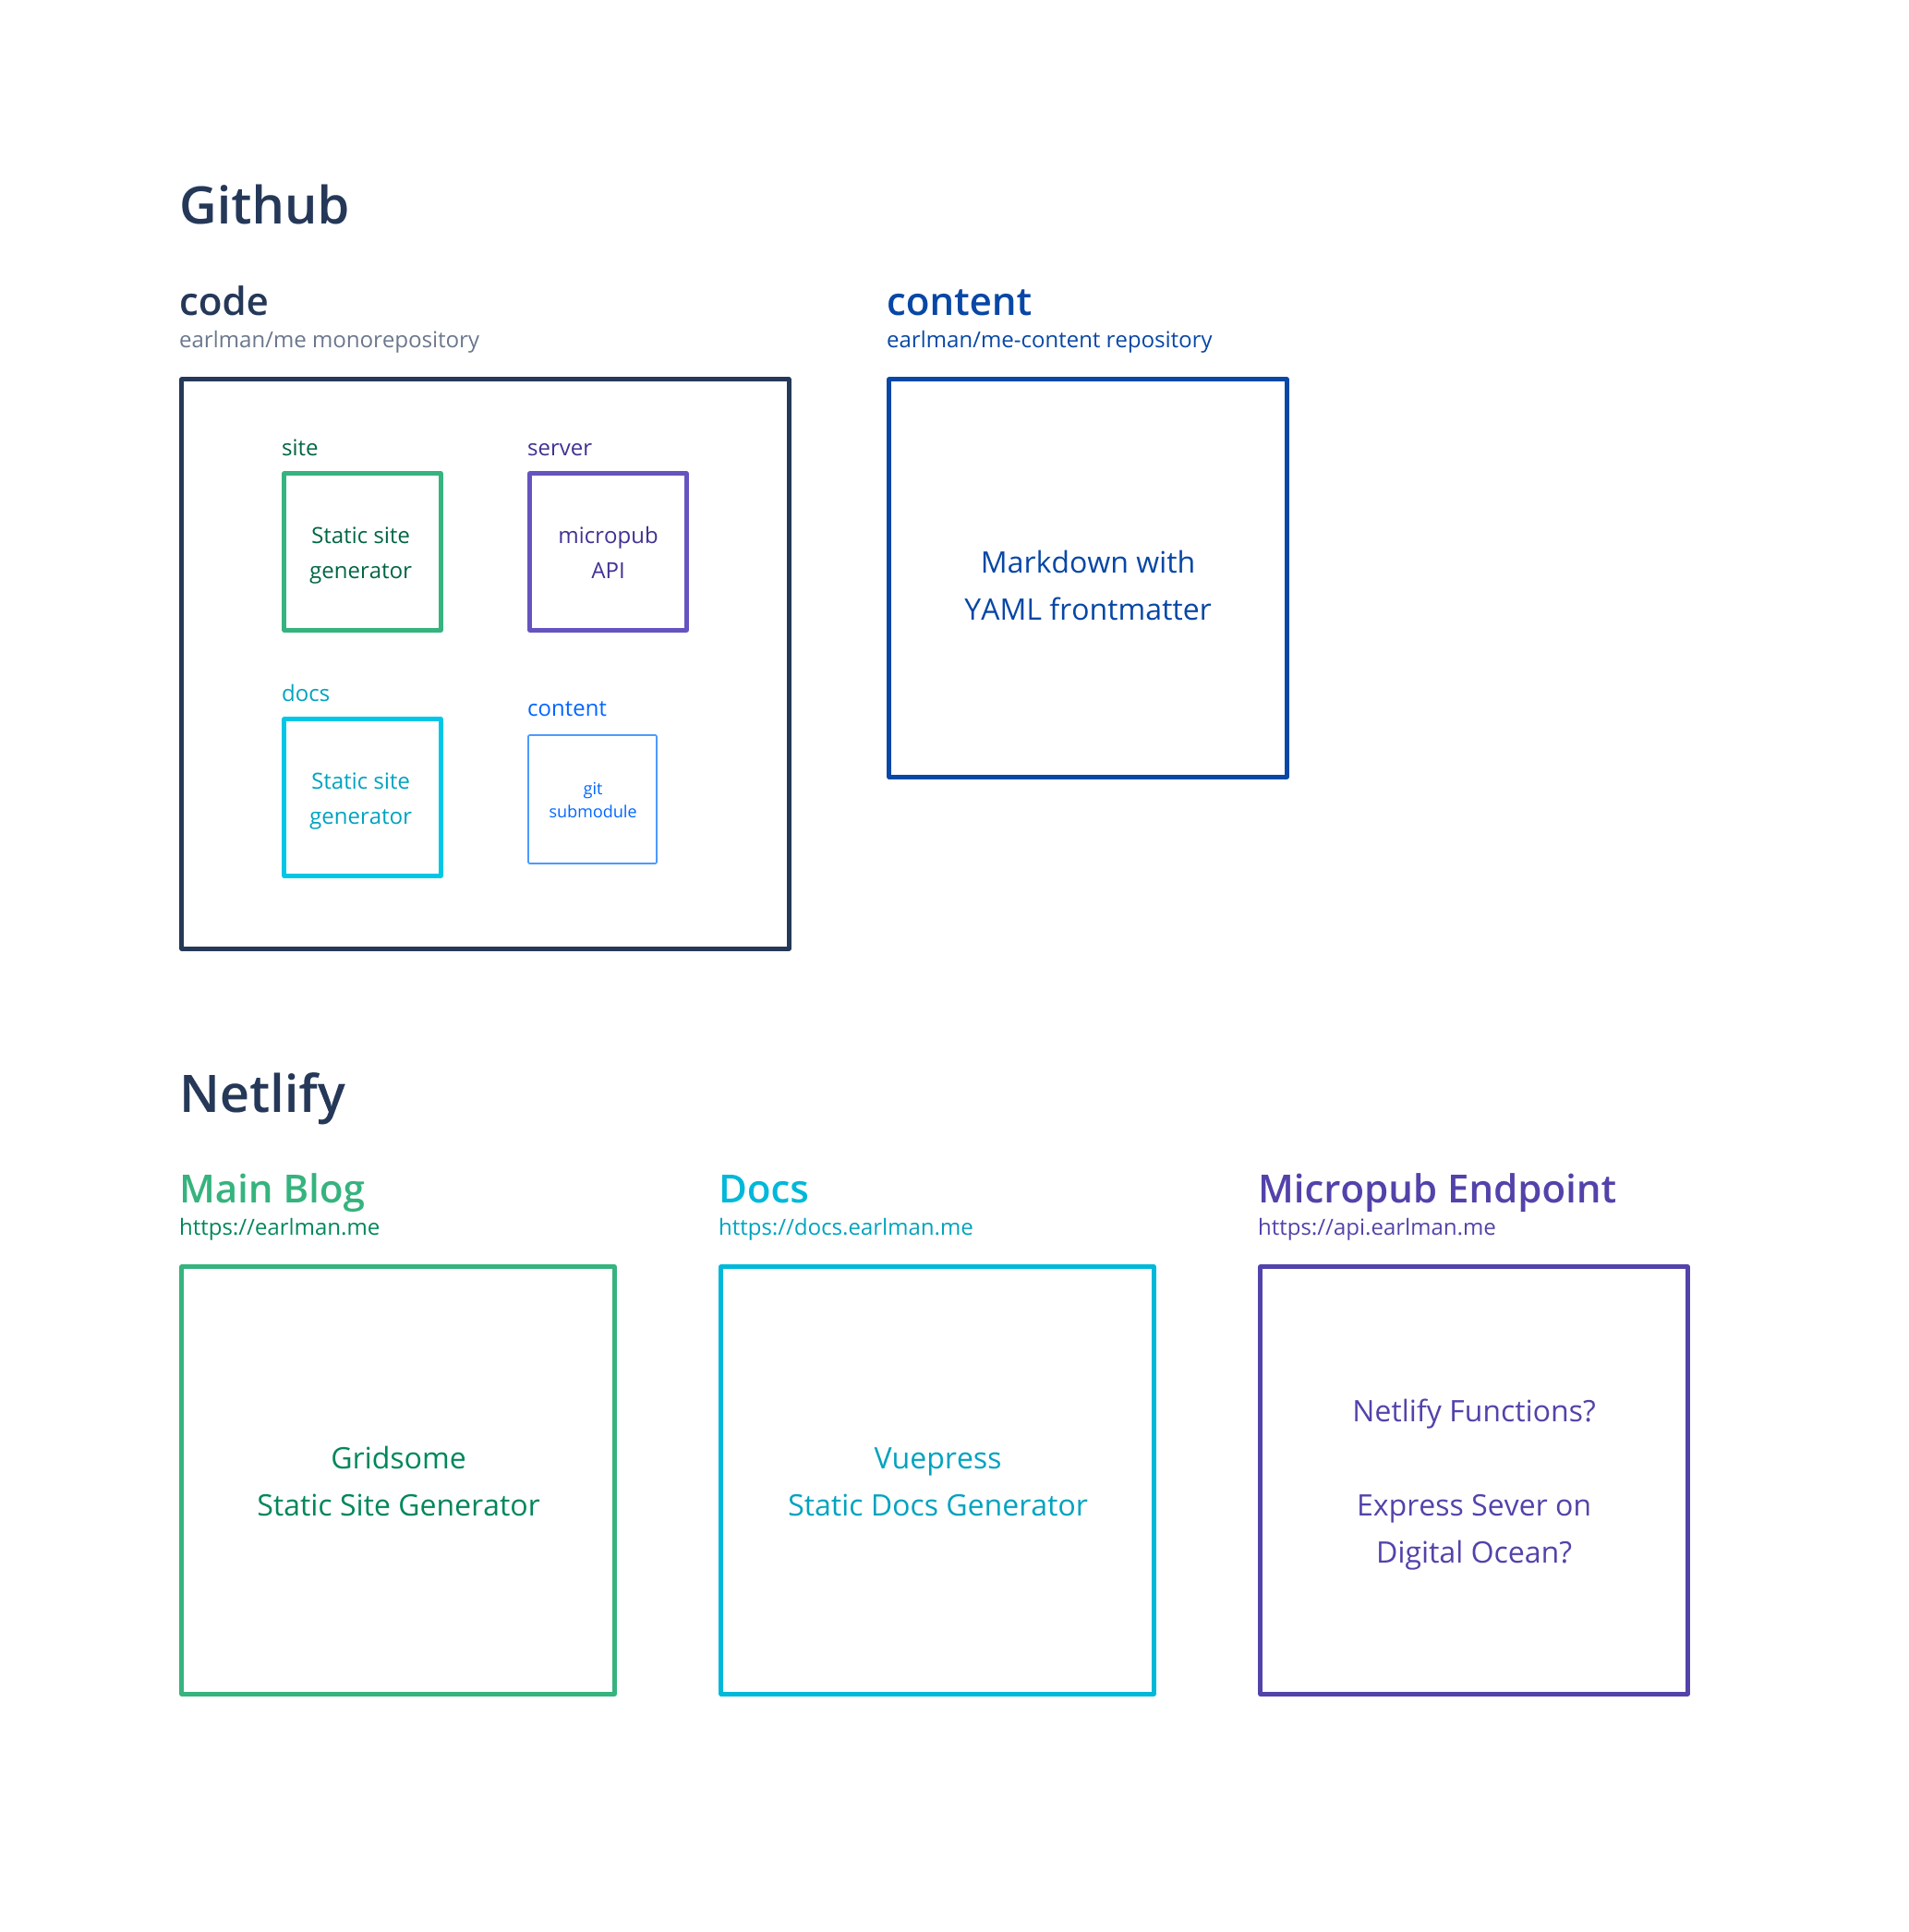 Github
code
earlman/me monorepository
site
Static site
generator
server
micropub
API
docs
Static site
generator
content
git
submodule
content
earlman/me-content repository
Markdown with
YAML frontmatter
Netlify
Main Blog
https://earlman.me
Gridsome
Static Site Generator
Docs
https://docs.earlman.me
Vuepress
Static Docs Generator
Micropub Endpoint
https://api.earlman.me
Netlify Functions?
Express Sever on
Digital Ocean?